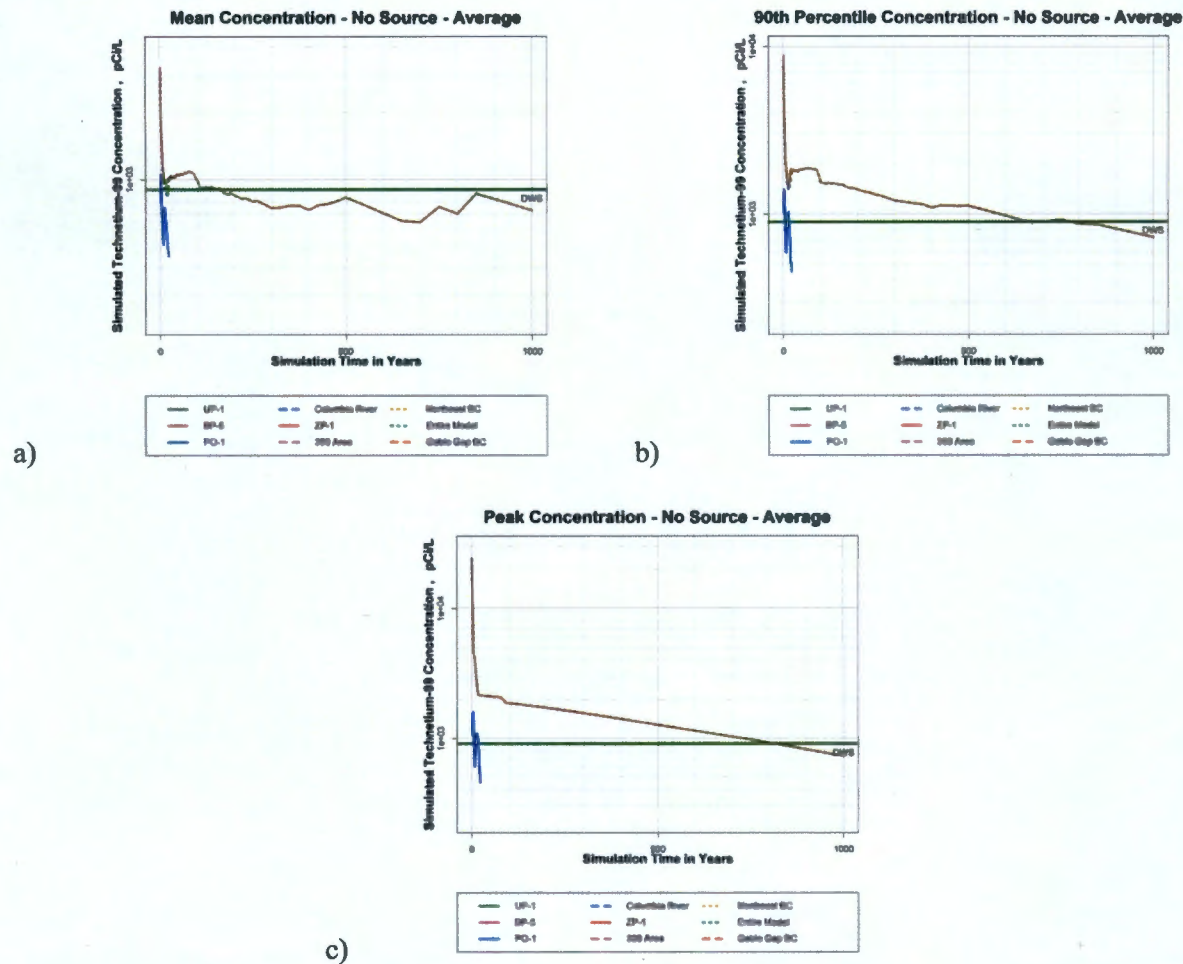 Mean Concentration - No Source - Average
Simulated Technetium-99 Concentration , pCi/L
1e+03
DWS
0
500
1000
Simulation Time in Years
UP-1
Columbia River
Northeast BC
BP-5
ZP-1
Entire Model
PO-1
300 Area
Gable Gap BC
a)
90th Percentile Concentration - No Source - Average
Simulated Technetium-99 Concentration , pCi/L
1e+04
1e+03
DWS
0
500
1000
Simulation Time in Years
UP-1
Columbia River
Northeast BC
BP-5
ZP-1
Entire Model
PO-1
300 Area
Gable Gap BC
b)
Peak Concentration - No Source - Average
Simulated Technetium-99 Concentration , pCi/L
1e+04
1e+03
DWS
0
500
1000
Simulation Time in Years
UP-1
Columbia River
Northeast BC
BP-5
ZP-1
Entire Model
PO-1
300 Area
Gable Gap BC
c)